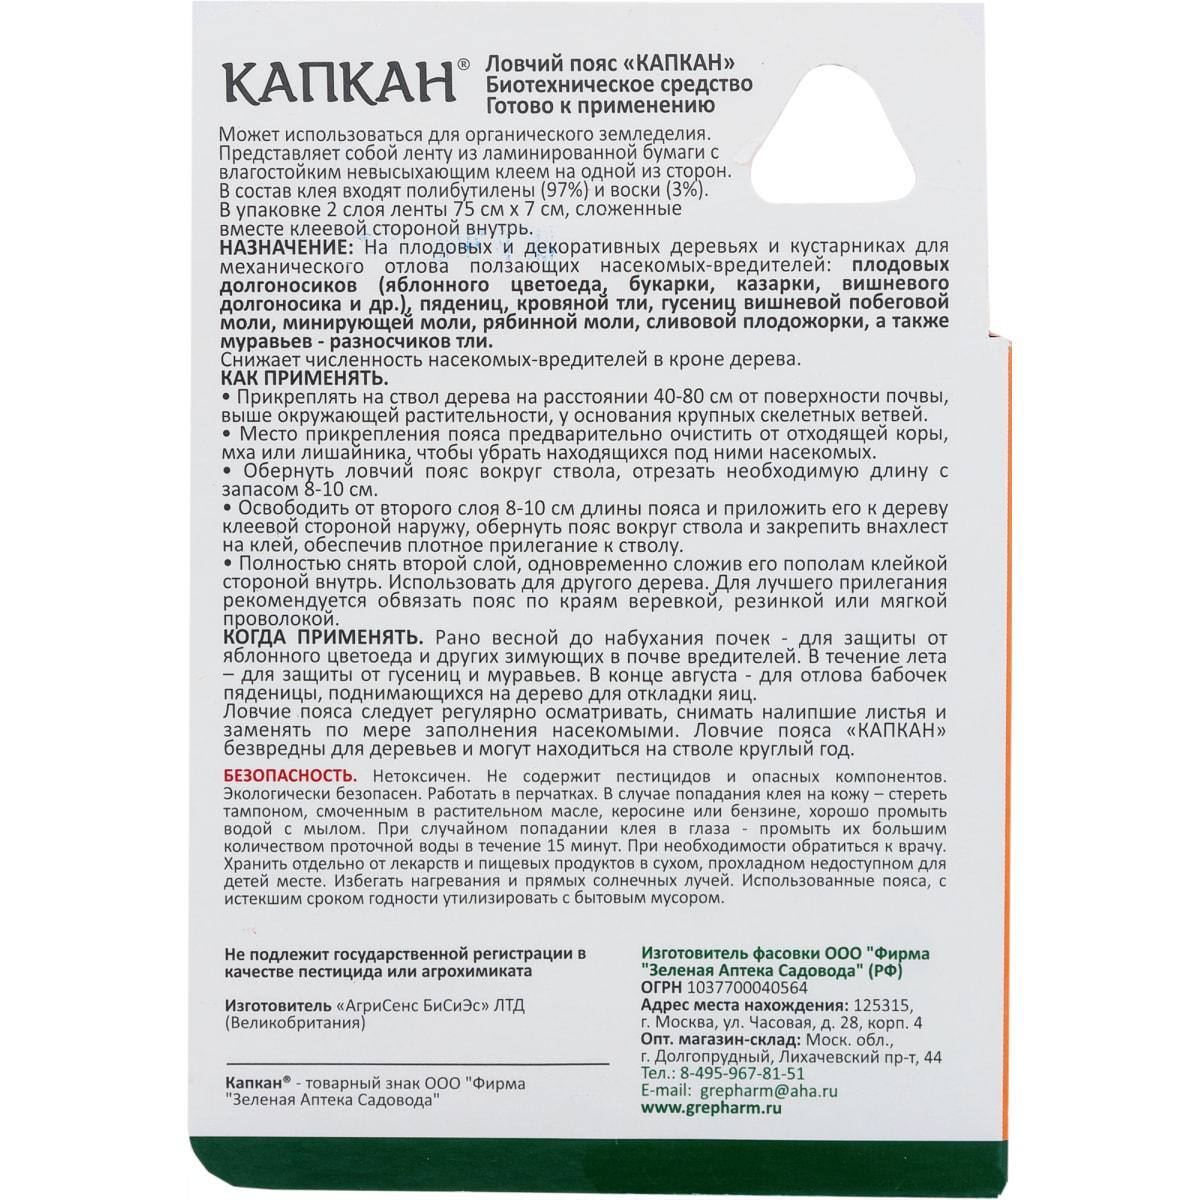 КАПКАН®
Ловчий пояс «КАПКАН»
Биотехническое средство
Готово к применению
Может использоваться для органического земледелия.
Представляет собой ленту из ламинированной бумаги с
влагостойким невысыхающим клеем на одной из сторон.
В состав клея входят полибутилены (97%) и воски (3%).
В упаковке 2 слоя ленты 75 см х 7 см, сложенные
вместе клеевой стороной внутрь.
НАЗНАЧЕНИЕ: На плодовых и декоративных деревьях и кустарниках для
механического отлова ползающих насекомых-вредителей: плодовых
долгоносиков (яблонного цветоеда, букарки, казарки, вишневого
долгоносика и др.), пядениц, кровяной тли, гусениц вишневой побеговой
моли, минирующей моли, рябинной моли, сливовой плодожорки, а также
муравьев - разносчиков тли.
Снижает численность насекомых-вредителей в кроне дерева.
КАК ПРИМЕНЯТЬ.
• Прикреплять на ствол дерева на расстоянии 40-80 см от поверхности почвы,
выше окружающей растительности, у основания крупных скелетных ветвей.
• Место прикрепления пояса предварительно очистить от отходящей коры,
мха или лишайника, чтобы убрать находящихся под ними насекомых.
• Обернуть ловчий пояс вокруг ствола, отрезать необходимую длину с
запасом 8-10 см.
• Освободить от второго слоя 8-10 см длины пояса и приложить его к дереву
клеевой стороной наружу, обернуть пояс вокруг ствола и закрепить внахлест
на клей, обеспечив плотное прилегание к стволу.
• Полностью снять второй слой, одновременно сложив его пополам клейкой
стороной внутрь. Использовать для другого дерева. Для лучшего прилегания
рекомендуется обвязать пояс по краям веревкой, резинкой или мягкой
проволокой.
КОГДА ПРИМЕНЯТЬ. Рано весной до набухания почек - для защиты от
яблонного цветоеда и других зимующих в почве вредителей. В течение лета
– для защиты от гусениц и муравьев. В конце августа - для отлова бабочек
пяденицы, поднимающихся на дерево для откладки яиц.
Ловчие пояса следует регулярно осматривать, снимать налипшие листья и
заменять по мере заполнения насекомыми. Ловчие пояса «КАПКАН»
безвредны для деревьев и могут находиться на стволе круглый год.
БЕЗОПАСНОСТЬ. Нетоксичен. Не содержит пестицидов и опасных компонентов.
Экологически безопасен. Работать в перчатках. В случае попадания клея на кожу – стереть
тампоном, смоченным в растительном масле, керосине или бензине, хорошо промыть
водой с мылом. При случайном попадании клея в глаза - промыть их большим
количеством проточной воды в течение 15 минут. При необходимости обратиться к врачу.
Хранить отдельно от лекарств и пищевых продуктов в сухом, прохладном недоступном для
детей месте. Избегать нагревания и прямых солнечных лучей. Использованные пояса, с
истекшим сроком годности утилизировать с бытовым мусором.
Не подлежит государственной регистрации в
качестве пестицида или агрохимиката
Изготовитель «АгриСенс БиСиЭс» ЛТД
(Великобритания)
Капкан® - товарный знак ООО "Фирма
"Зеленая Аптека Садовода"
Изготовитель фасовки ООО "Фирма
"Зеленая Аптека Садовода" (РФ)
ОГРН 1037700040564
Адрес места нахождения: 125315,
г. Москва, ул. Часовая, д. 28, корп. 4
Опт. магазин-склад: Моск. обл.,
г. Долгопрудный, Лихачевский пр-т, 44
Тел.: 8-495-967-81-51
E-mail: grepharm@aha.ru
www.grepharm.ru